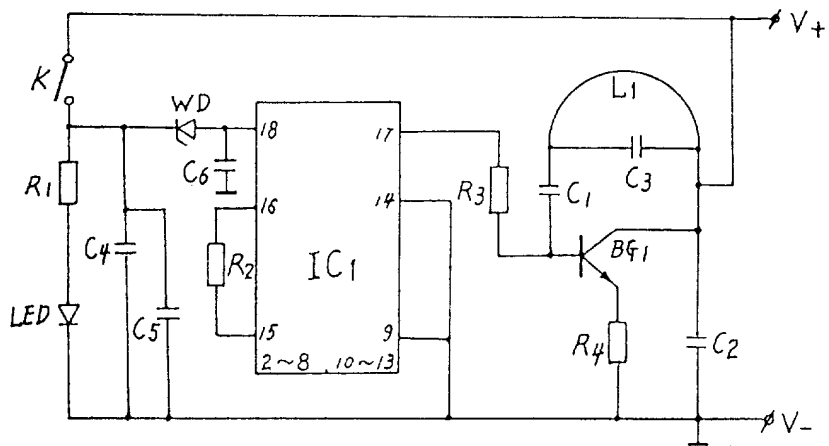 V+
K
L1
WD
18
17
R1
C6
R3
C1
C3
16
14
C4
R2
IC1
BG1
LED
C5
15
9
R4
C2
2~8 . 10~13
V-